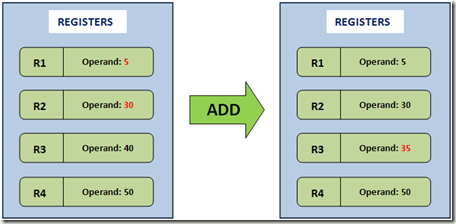 REGISTERS
R1 Operand: 5
R2 Operand: 30
R3 Operand: 40
R4 Operand: 50
ADD
REGISTERS
R1 Operand: 5
R2 Operand: 30
R3 Operand: 35
R4 Operand: 50